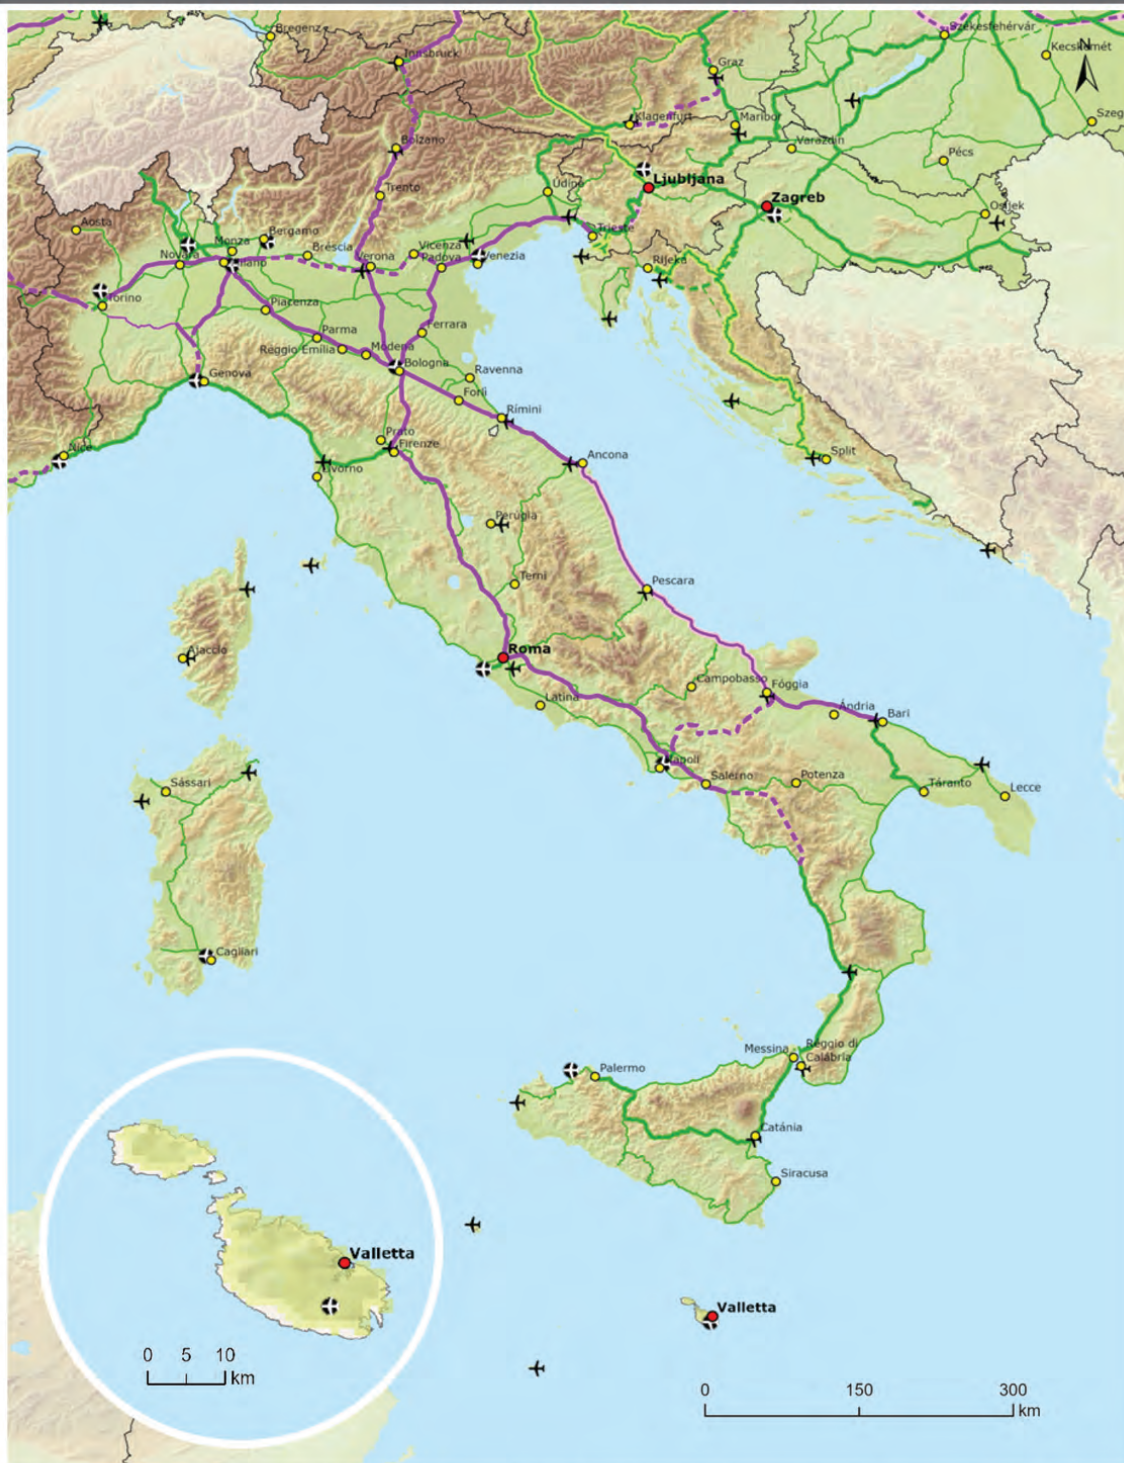 Bregenz
Innsbruck
Székesfehérvár
Kecskemét
N
Graz
Klagenfurt
Maribor
Szeg
Bolzano
Varazdin
Pécs
Ljubljana
Trento
Udine
Zagreb
Osijek
Aosta
Bergamo
Trieste
Monza
Brescia
Vicenza
Novara
Milano
Verona
Padova
Venezia
Rijeka
Torino
Piacenza
Parma
Ferrara
Reggio Emilia
Modena
Bologna
Genova
Ravenna
Forlì
Rimini
Prato
Firenze
Nice
Ancona
Split
Livorno
Perugia
Terni
Pescara
Ajaccio
Roma
Campobasso
Fóggia
Latina
Ándria
Bari
Napoli
Salerno
Potenza
Táranto
Lecce
Sássari
Cagliari
Messina
Reggio di
Calábria
Palermo
Catánia
Siracusa
Valletta
Valletta
0 5 10
km
0 150 300
km